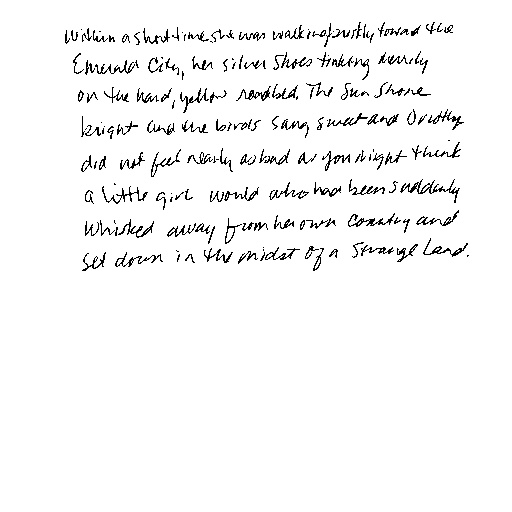 Within a short time she was walking briskly toward the
Emerald City, her Silver Shoes tinkling merrily
on the hard, yellow roadbed. The Sun Shone
bright and the birds Sang sweet and Dorothy
did not feel nearly as bad as you might think
a little girl would who had been suddenly
Whisked away from her own Country and
Set down in the midst of a Strange Land.